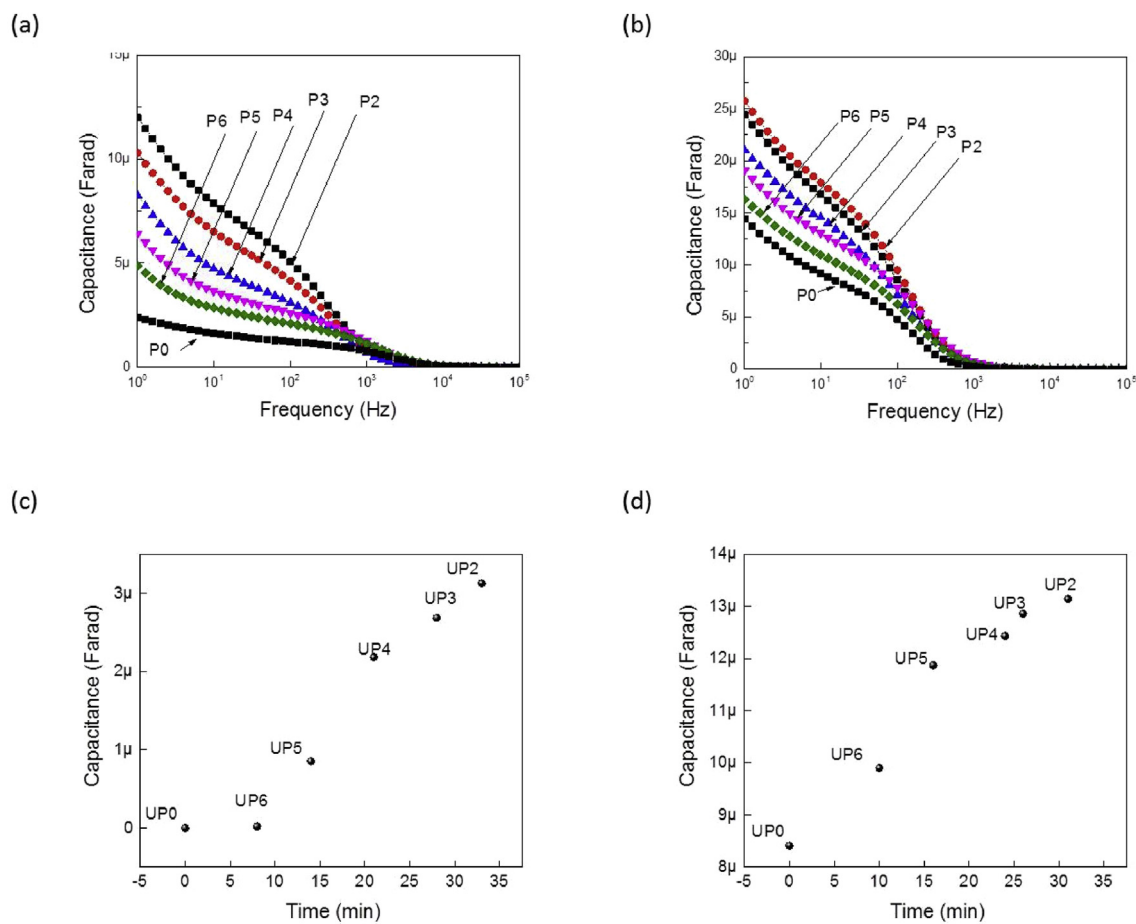 (a)
15µ
10µ
5µ
0
Capacitance (Farad)
P6 P5 P4 P3 P2
P0
10⁰ 10¹ 10² 10³ 10⁴ 10⁵
Frequency (Hz)
(b)
30µ
25µ
20µ
15µ
10µ
5µ
0
Capacitance (Farad)
P6 P5 P4 P3 P2
P0
10⁰ 10¹ 10² 10³ 10⁴ 10⁵
Frequency (Hz)
(c)
3µ
2µ
1µ
0
Capacitance (Farad)
UP2
UP3
UP4
UP5
UP0 UP6
-5 0 5 10 15 20 25 30 35
Time (min)
(d)
14µ
13µ
12µ
11µ
10µ
9µ
8µ
Capacitance (Farad)
UP2
UP3
UP4
UP5
UP6
UP0
-5 0 5 10 15 20 25 30 35
Time (min)